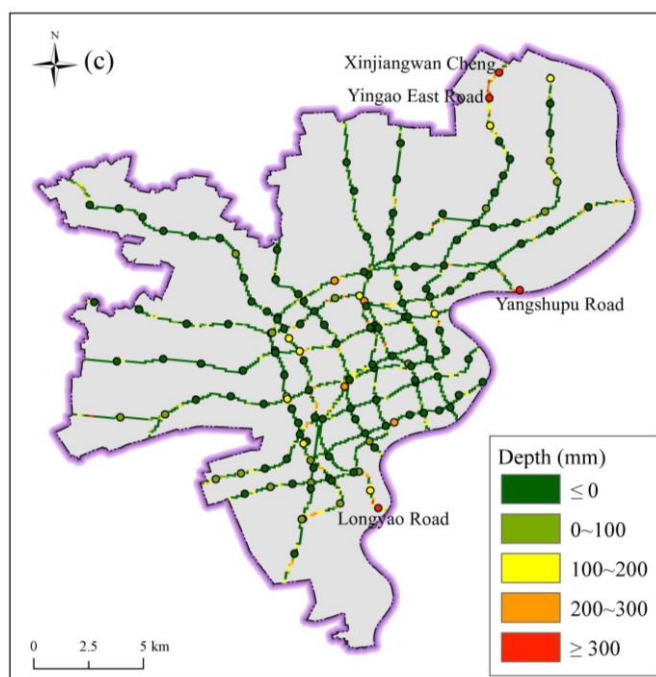 N
(c)
Xinjiangwan Cheng
Yingao East Road
Yangshupu Road
Longyao Road
Depth (mm)
≤ 0
0~100
100~200
200~300
≥ 300
0 2.5 5 km